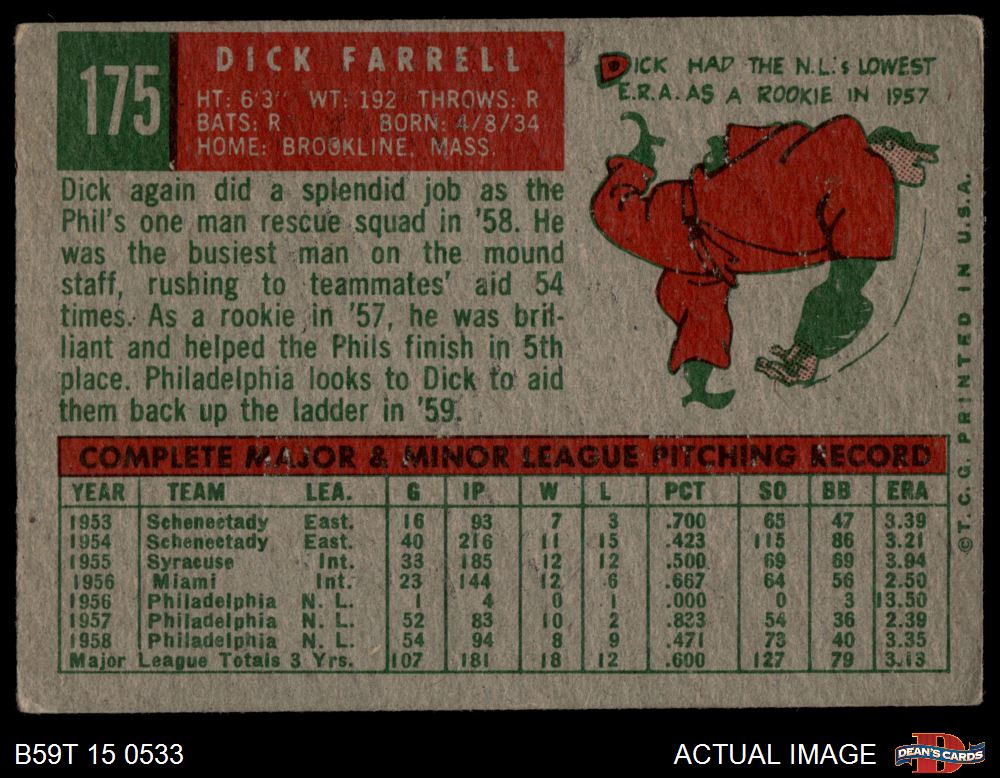 175
DICK FARRELL
HT: 6'3" WT: 192 THROWS: R
BATS: R BORN: 4/8/34
HOME: BROOKLINE, MASS.
Dick again did a splendid job as the
Phil's one man rescue squad in '58. He
was the busiest man on the mound
staff, rushing to teammates' aid 54
times. As a rookie in '57, he was bril-
liant and helped the Phils finish in 5th
place. Philadelphia looks to Dick to aid
them back up the ladder in '59.
DICK HAD THE N.L.'s LOWEST
E.R.A. AS A ROOKIE IN 1957
©T.C.G. PRINTED IN U.S.A.
COMPLETE MAJOR & MINOR LEAGUE PITCHING RECORD
YEAR TEAM LEA. G IP W L PCT SO BB ERA
1953 Schenectady East. 16 93 7 3 .700 65 47 3.39
1954 Schenectady East. 40 216 11 15 .423 115 86 3.21
1955 Syracuse Int. 33 185 12 12 .500 69 69 3.94
1956 Miami Int. 23 144 12 6 .667 64 56 2.50
1956 Philadelphia N. L. 1 4 0 1 .000 0 3 13.50
1957 Philadelphia N. L. 52 83 10 2 .833 54 36 2.39
1958 Philadelphia N. L. 54 94 8 9 .471 73 40 3.35
Major League Totals 3 Yrs. 107 181 18 12 .600 127 79 3.13
B59T 15 0533
ACTUAL IMAGE
DEAN'S CARDS